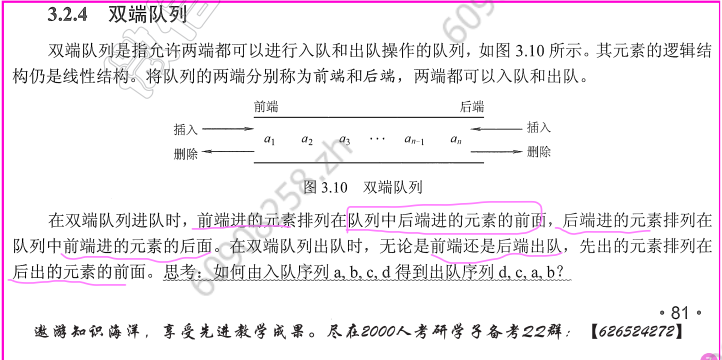 3.2.4 双端队列
双端队列是指允许两端都可以进行入队和出队操作的队列，如图 3.10 所示。其元素的逻辑结
构仍是线性结构。将队列的两端分别称为前端和后端，两端都可以入队和出队。
前端 后端
插入 插入
a1 a2 a3 ⋯ an−1 an
删除 删除
图 3.10 双端队列
在双端队列进队时，前端进的元素排列在队列中后端进的元素的前面，后端进的元素排列在
队列中前端进的元素的后面。在双端队列出队时，无论是前端还是后端出队，先出的元素排列在
后出的元素的前面。思考：如何由入队序列 a, b, c, d 得到出队序列 d, c, a, b？
• 81 •
遨游知识海洋，享受先进教学成果。尽在2000人考研学子备考QQ群：【626524272】